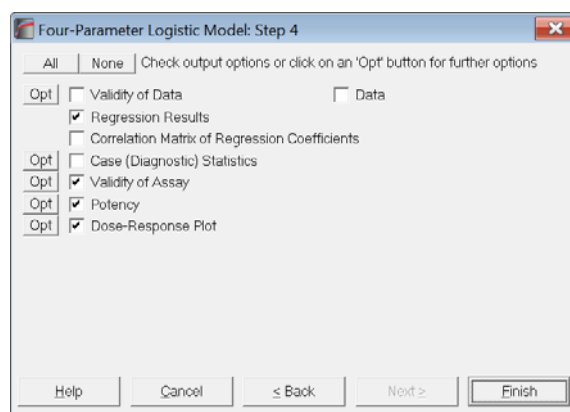 Four-Parameter Logistic Model: Step 4
All None Check output options or click on an 'Opt' button for further options
Opt Validity of Data Data
Regression Results
Correlation Matrix of Regression Coefficients
Opt Case (Diagnostic) Statistics
Opt Validity of Assay
Opt Potency
Opt Dose-Response Plot
Help Cancel < Back Next > Finish